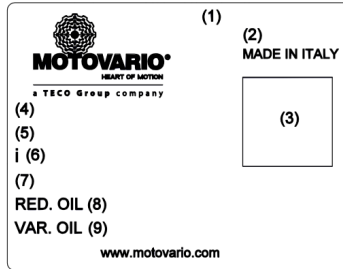 (1)
(2)
MADE IN ITALY
MOTOVARIO®
HEART OF MOTION
a TECO Group company
(3)
(4)
(5)
i (6)
(7)
RED. OIL (8)
VAR. OIL (9)
www.motovario.com